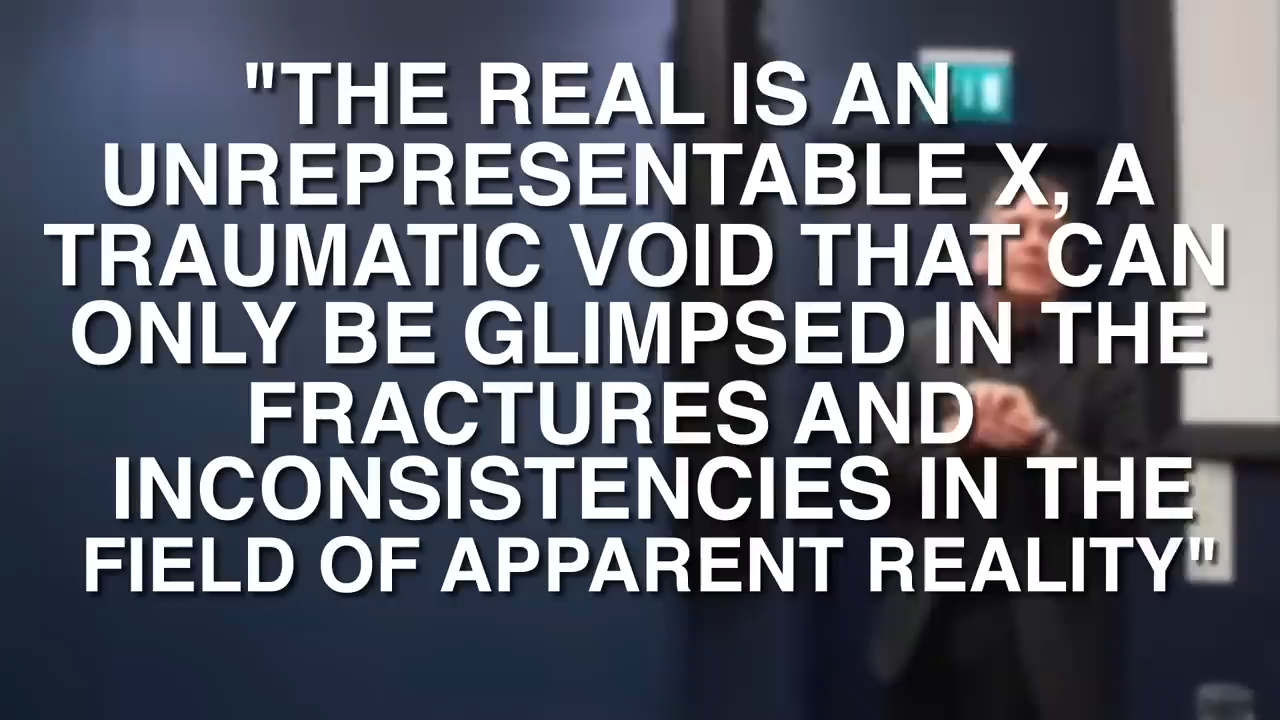 "THE REAL IS AN
UNREPRESENTABLE X, A
TRAUMATIC VOID THAT CAN
ONLY BE GLIMPSED IN THE
FRACTURES AND
INCONSISTENCIES IN THE
FIELD OF APPARENT REALITY"